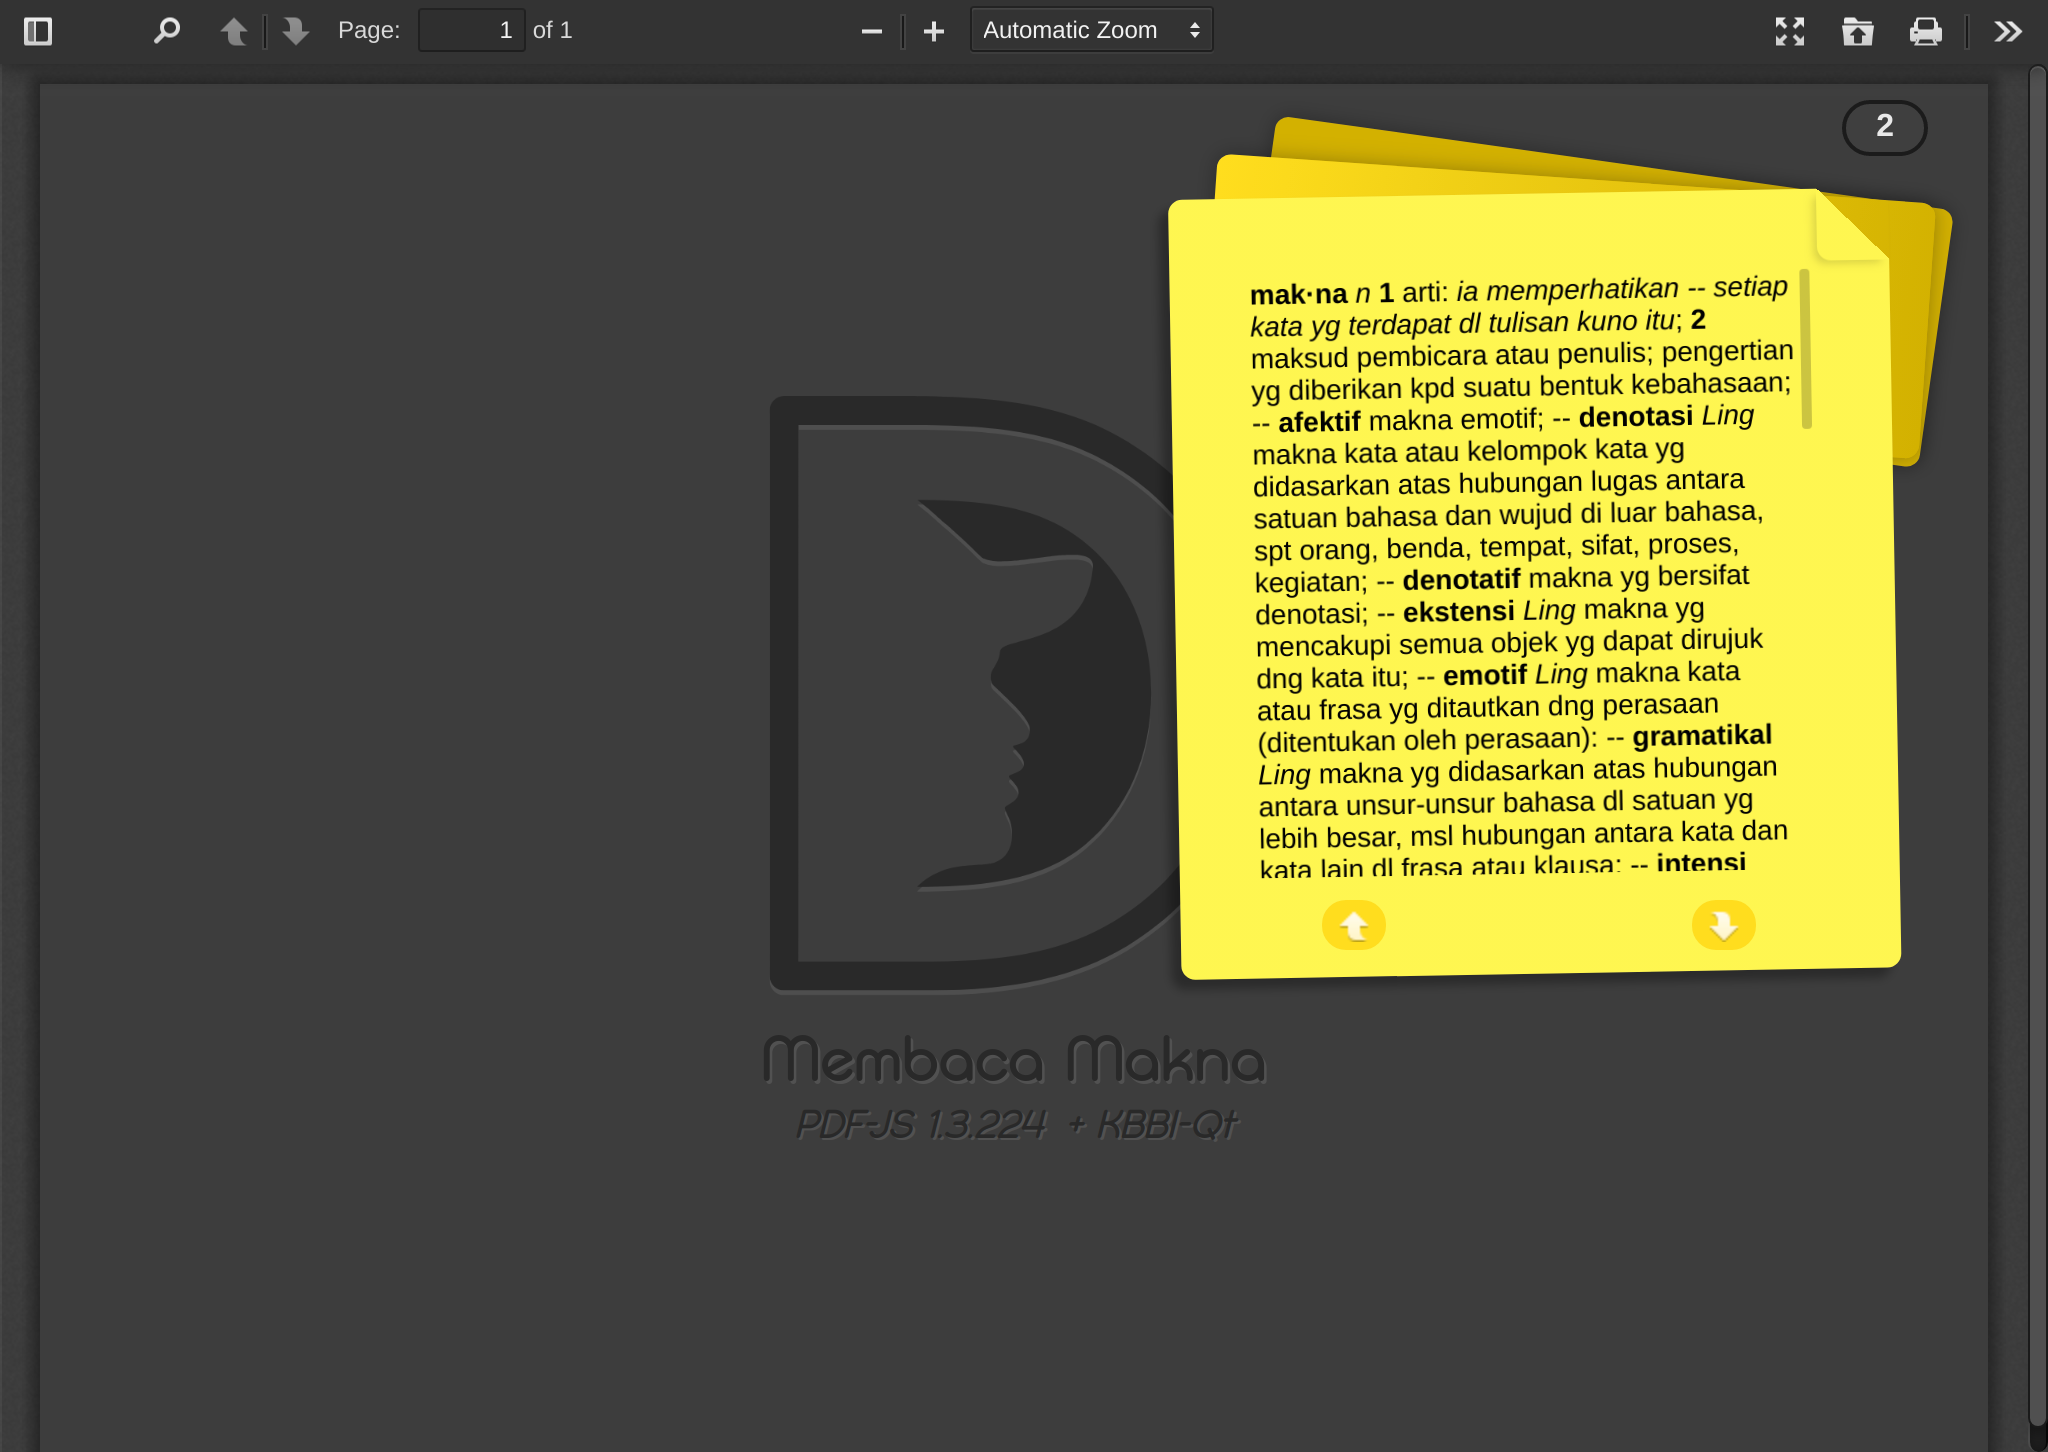 Page: 1 of 1
Automatic Zoom
2
mak·na n 1 arti: ia memperhatikan -- setiap
kata yg terdapat dl tulisan kuno itu; 2
maksud pembicara atau penulis; pengertian
yg diberikan kpd suatu bentuk kebahasaan;
-- afektif makna emotif; -- denotasi Ling
makna kata atau kelompok kata yg
didasarkan atas hubungan lugas antara
satuan bahasa dan wujud di luar bahasa,
spt orang, benda, tempat, sifat, proses,
kegiatan; -- denotatif makna yg bersifat
denotasi; -- ekstensi Ling makna yg
mencakupi semua objek yg dapat dirujuk
dng kata itu; -- emotif Ling makna kata
atau frasa yg ditautkan dng perasaan
(ditentukan oleh perasaan): -- gramatikal
Ling makna yg didasarkan atas hubungan
antara unsur-unsur bahasa dl satuan yg
lebih besar, msl hubungan antara kata dan
kata lain dl frasa atau klausa; -- intensi
Membaca Makna
PDF-JS 1.3.224 + KBBI-Qt